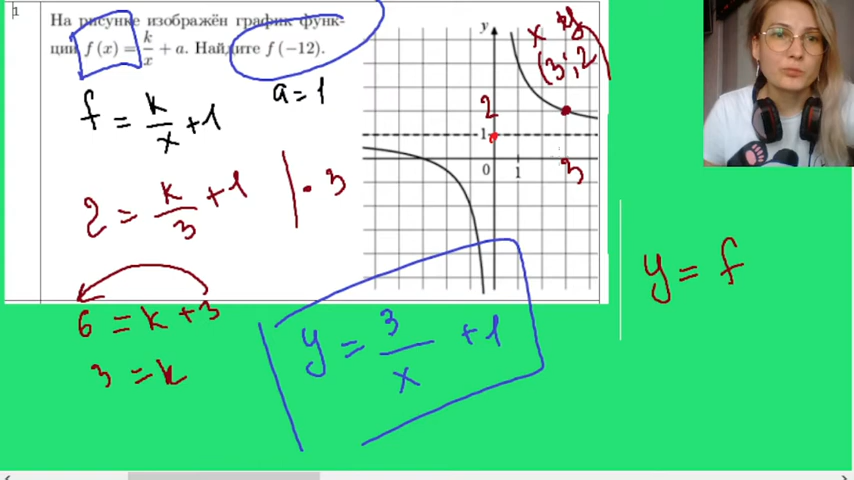 1
На рисунке изображён график функ-
ции f(x) = k/x + a. Найдите f(−12).
y
x y
(3; 2
2
1
0
1
3
f = k/x + 1
a = 1
2 = k/3 + 1 | · 3
6 = k + 3
3 = k
y = 3/x + 1
y = f